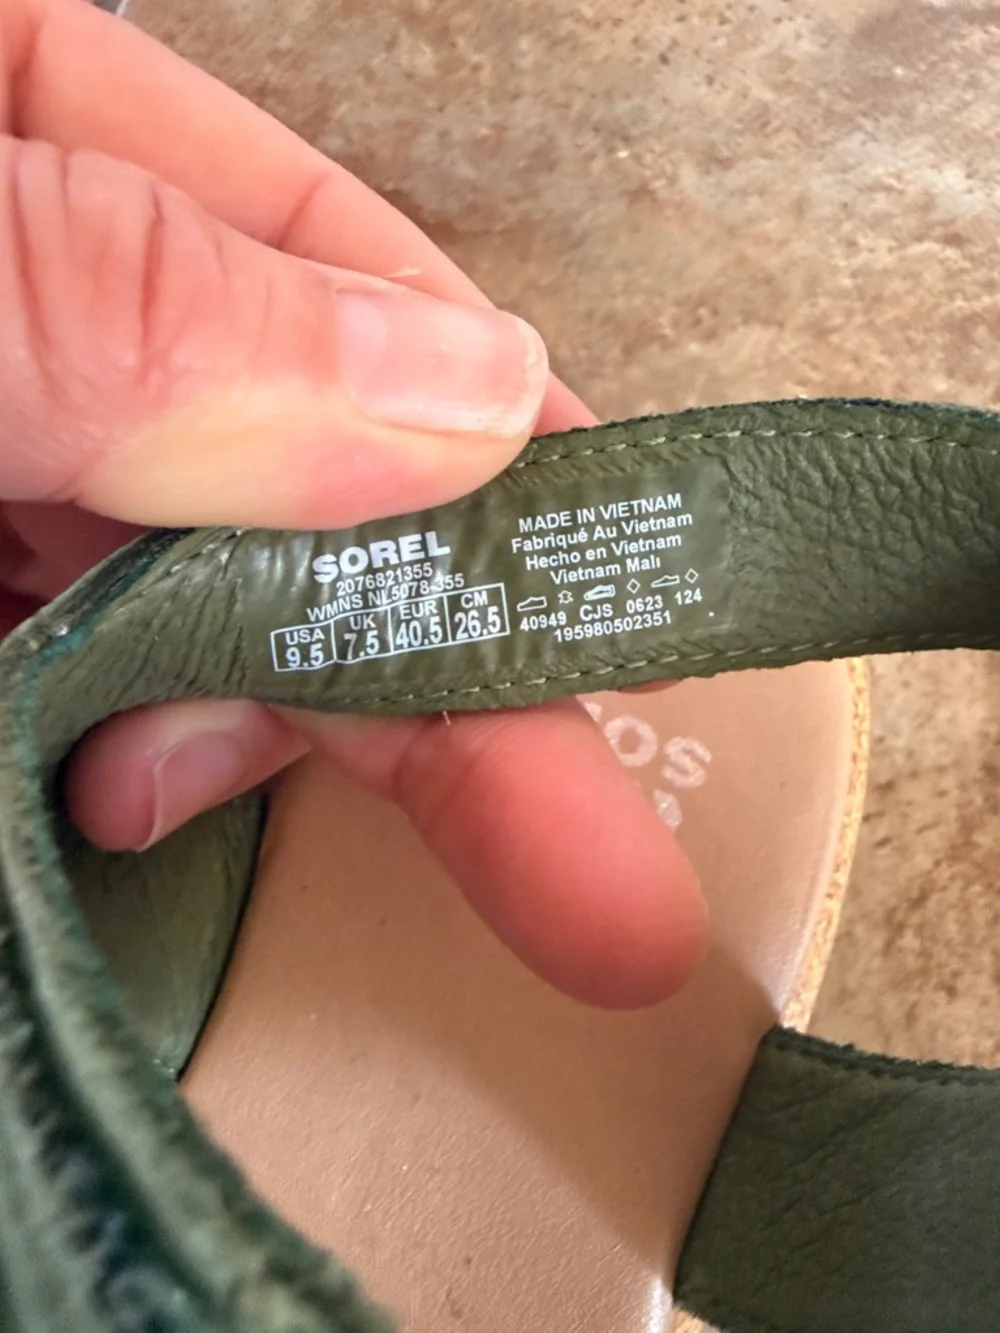 SOREL
2076821355
WMNS NL5078-355
USA UK EUR CM
9.5 7.5 40.5 26.5
MADE IN VIETNAM
Fabriqué Au Vietnam
Hecho en Vietnam
Vietnam Malı
40949 CJS 0623 124
195980502351